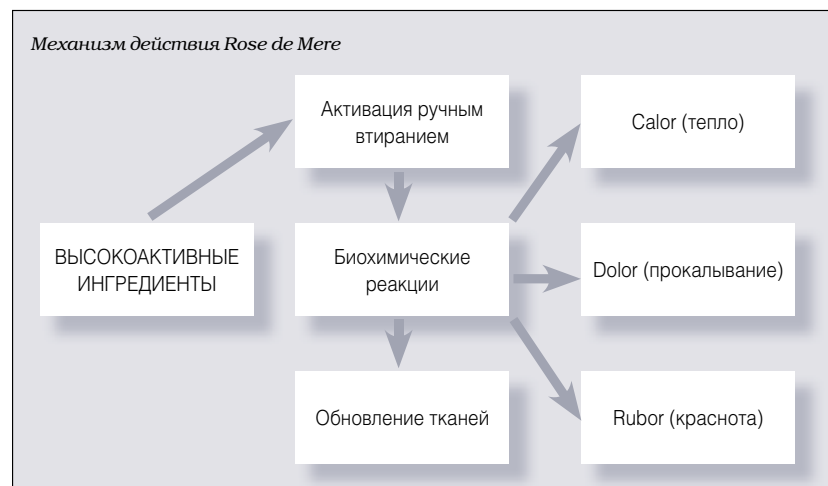 Механизм действия Rose de Mere
Активация ручным
втиранием
Calor (тепло)
ВЫСОКОАКТИВНЫЕ
ИНГРЕДИЕНТЫ
Биохимические
реакции
Dolor (прокалывание)
Обновление тканей
Rubor (краснота)